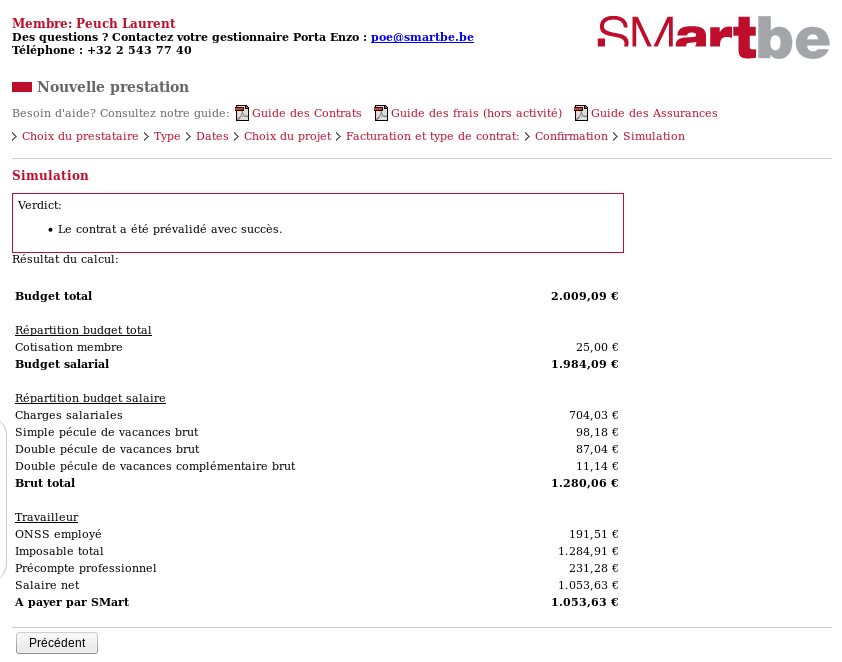 Membre: Peuch Laurent
Des questions ? Contactez votre gestionnaire Porta Enzo : poe@smartbe.be
Téléphone : +32 2 543 77 40
SMartbe
Nouvelle prestation
Besoin d'aide? Consultez notre guide: Guide des Contrats Guide des frais (hors activité) Guide des Assurances
Choix du prestataire Type Dates Choix du projet Facturation et type de contrat: Confirmation Simulation
Simulation
Verdict:
• Le contrat a été prévalidé avec succès.
Résultat du calcul:
Budget total 2.009,09 €
Répartition budget total
Cotisation membre 25,00 €
Budget salarial 1.984,09 €
Répartition budget salaire
Charges salariales 704,03 €
Simple pécule de vacances brut 98,18 €
Double pécule de vacances brut 87,04 €
Double pécule de vacances complémentaire brut 11,14 €
Brut total 1.280,06 €
Travailleur
ONSS employé 191,51 €
Imposable total 1.284,91 €
Précompte professionnel 231,28 €
Salaire net 1.053,63 €
A payer par SMart 1.053,63 €
Précédent